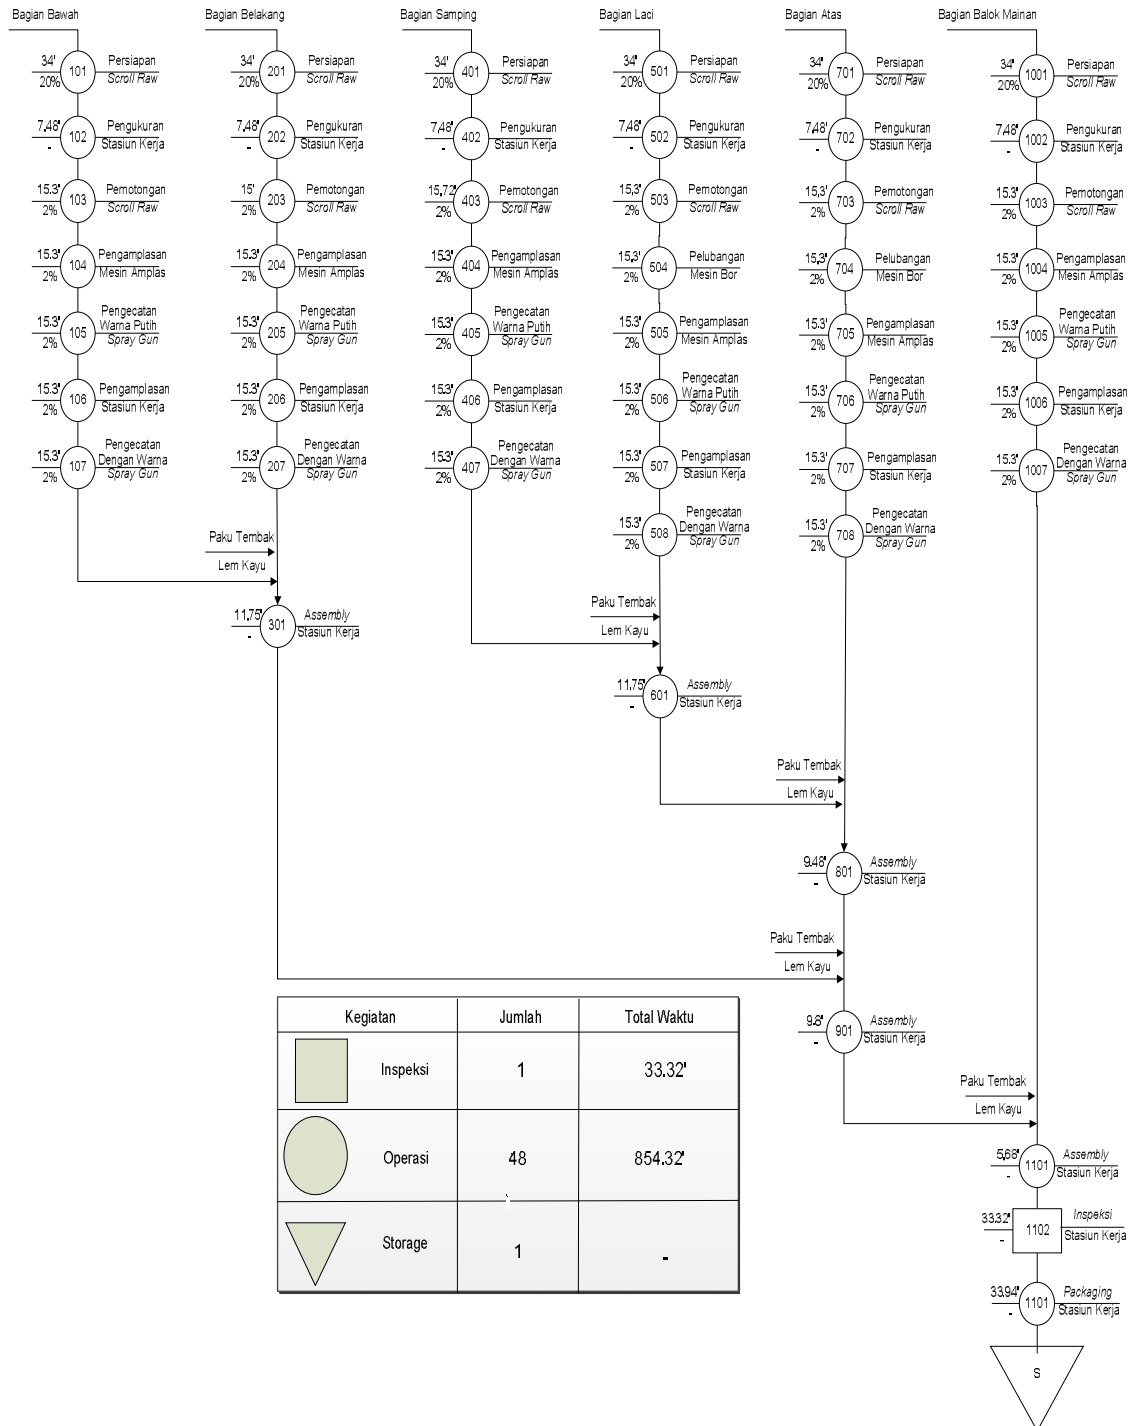 Bagian Bawah
34'
20%
101
Persiapan
Scroll Raw
7,48'
-
102
Pengukuran
Stasiun Kerja
15.3'
2%
103
Pemotongan
Scroll Raw
15.3'
2%
104
Pengamplasan
Mesin Amplas
15.3'
2%
105
Pengecatan
Warna Putih
Spray Gun
15.3'
2%
106
Pengamplasan
Stasiun Kerja
15.3'
2%
107
Pengecatan
Dengan Warna
Spray Gun
Bagian Belakang
34'
20%
201
Persiapan
Scroll Raw
7,48'
-
202
Pengukuran
Stasiun Kerja
15'
2%
203
Pemotongan
Scroll Raw
15.3'
2%
204
Pengamplasan
Mesin Amplas
15.3'
2%
205
Pengecatan
Warna Putih
Spray Gun
15.3'
2%
206
Pengamplasan
Stasiun Kerja
15.3'
2%
207
Pengecatan
Dengan Warna
Spray Gun
Paku Tembak
Lem Kayu
11,75'
-
301
Assembly
Stasiun Kerja
Bagian Samping
34'
20%
401
Persiapan
Scroll Raw
7,48'
-
402
Pengukuran
Stasiun Kerja
15,72'
2%
403
Pemotongan
Scroll Raw
15.3'
2%
404
Pengamplasan
Mesin Amplas
15.3'
2%
405
Pengecatan
Warna Putih
Spray Gun
15.3'
2%
406
Pengamplasan
Stasiun Kerja
15.3'
2%
407
Pengecatan
Dengan Warna
Spray Gun
Bagian Laci
34'
20%
501
Persiapan
Scroll Raw
7,48'
-
502
Pengukuran
Stasiun Kerja
15,3'
2%
503
Pemotongan
Scroll Raw
15,3'
2%
504
Pelubangan
Mesin Bor
15.3'
2%
505
Pengamplasan
Mesin Amplas
15.3'
2%
506
Pengecatan
Warna Putih
Spray Gun
15.3'
2%
507
Pengamplasan
Stasiun Kerja
15.3'
2%
508
Pengecatan
Dengan Warna
Spray Gun
Paku Tembak
Lem Kayu
11,75'
-
601
Assembly
Stasiun Kerja
Bagian Atas
34'
20%
701
Persiapan
Scroll Raw
7,48'
-
702
Pengukuran
Stasiun Kerja
15,3'
2%
703
Pemotongan
Scroll Raw
15.3'
2%
704
Pelubangan
Mesin Bor
15.3'
2%
705
Pengamplasan
Mesin Amplas
15.3'
2%
706
Pengecatan
Warna Putih
Spray Gun
15.3'
2%
707
Pengamplasan
Stasiun Kerja
15.3'
2%
708
Pengecatan
Dengan Warna
Spray Gun
Paku Tembak
Lem Kayu
9.48'
-
801
Assembly
Stasiun Kerja
Paku Tembak
Lem Kayu
9.8'
-
901
Assembly
Stasiun Kerja
Bagian Balok Mainan
34'
20%
1001
Persiapan
Scroll Raw
7,48'
-
1002
Pengukuran
Stasiun Kerja
15.3'
2%
1003
Pemotongan
Scroll Raw
15.3'
2%
1004
Pengamplasan
Mesin Amplas
15.3'
2%
1005
Pengecatan
Warna Putih
Spray Gun
15.3'
2%
1006
Pengamplasan
Stasiun Kerja
15.3'
2%
1007
Pengecatan
Dengan Warna
Spray Gun
Paku Tembak
Lem Kayu
5,68'
-
1101
Assembly
Stasiun Kerja
33.32'
-
1102
Inspeksi
Stasiun Kerja
33.94'
-
1101
Packaging
Stasiun Kerja
S
Kegiatan Jumlah Total Waktu
Inspeksi 1 33.32'
Operasi 48 854.32'
Storage 1 -